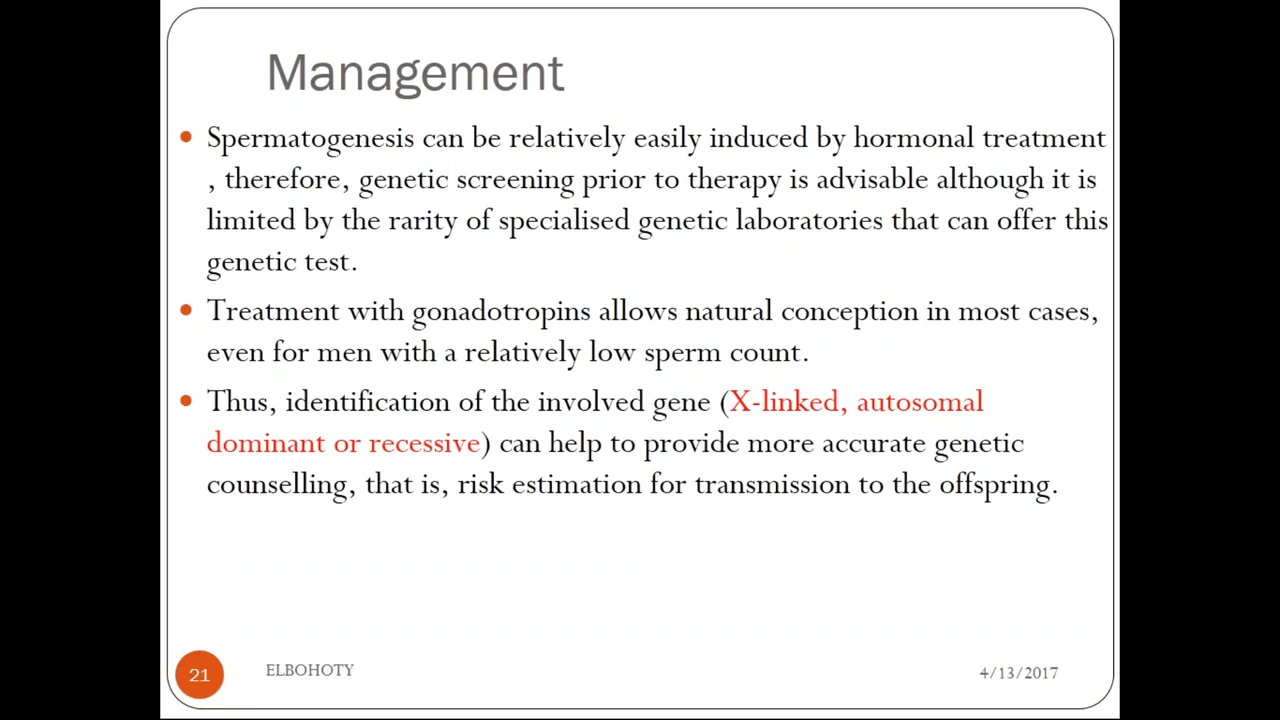 Management
• Spermatogenesis can be relatively easily induced by hormonal treatment
, therefore, genetic screening prior to therapy is advisable although it is
limited by the rarity of specialised genetic laboratories that can offer this
genetic test.
• Treatment with gonadotropins allows natural conception in most cases,
even for men with a relatively low sperm count.
• Thus, identification of the involved gene (X-linked, autosomal
dominant or recessive) can help to provide more accurate genetic
counselling, that is, risk estimation for transmission to the offspring.
21
ELBOHOTY
4/13/2017